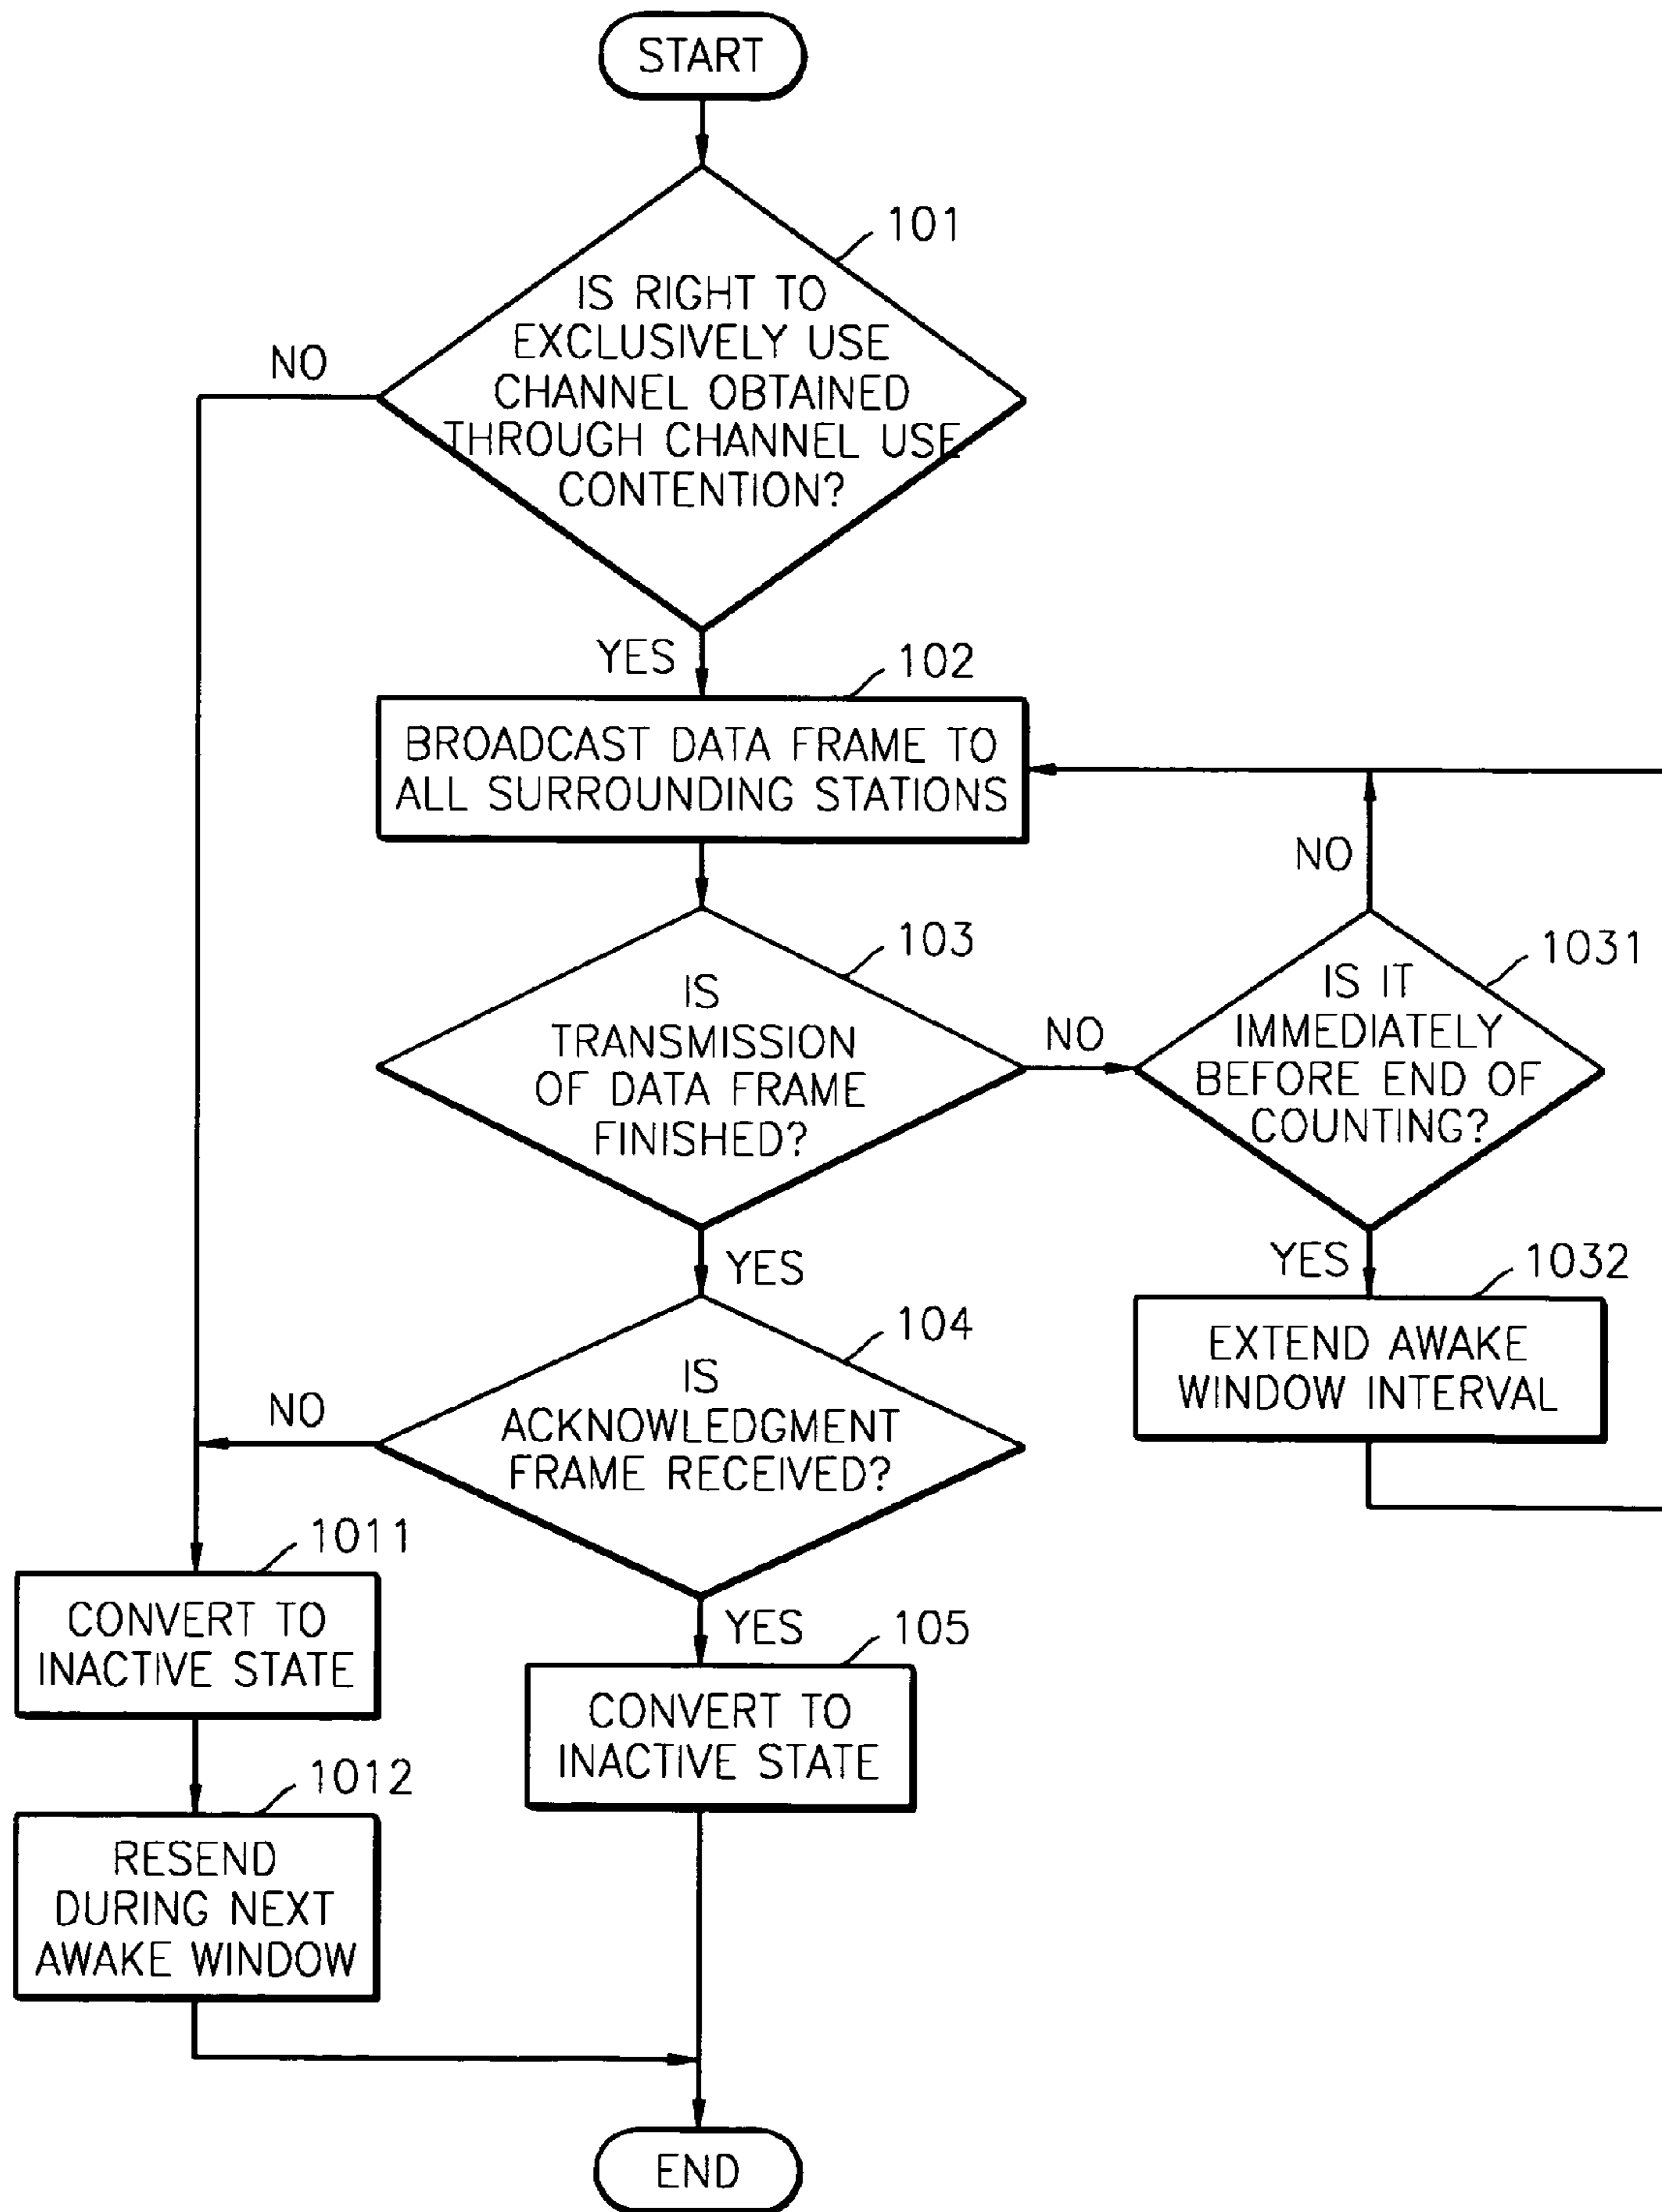 START
101
IS RIGHT TO
EXCLUSIVELY USE
CHANNEL OBTAINED
THROUGH CHANNEL USE
CONTENTION?
NO
YES
102
BROADCAST DATA FRAME TO
ALL SURROUNDING STATIONS
NO
103
IS
TRANSMISSION
OF DATA FRAME
FINISHED?
NO
1031
IS IT
IMMEDIATELY
BEFORE END OF
COUNTING?
YES
YES
1032
EXTEND AWAKE
WINDOW INTERVAL
104
IS
ACKNOWLEDGMENT
FRAME RECEIVED?
NO
1011
CONVERT TO
INACTIVE STATE
YES
105
CONVERT TO
INACTIVE STATE
1012
RESEND
DURING NEXT
AWAKE WINDOW
END